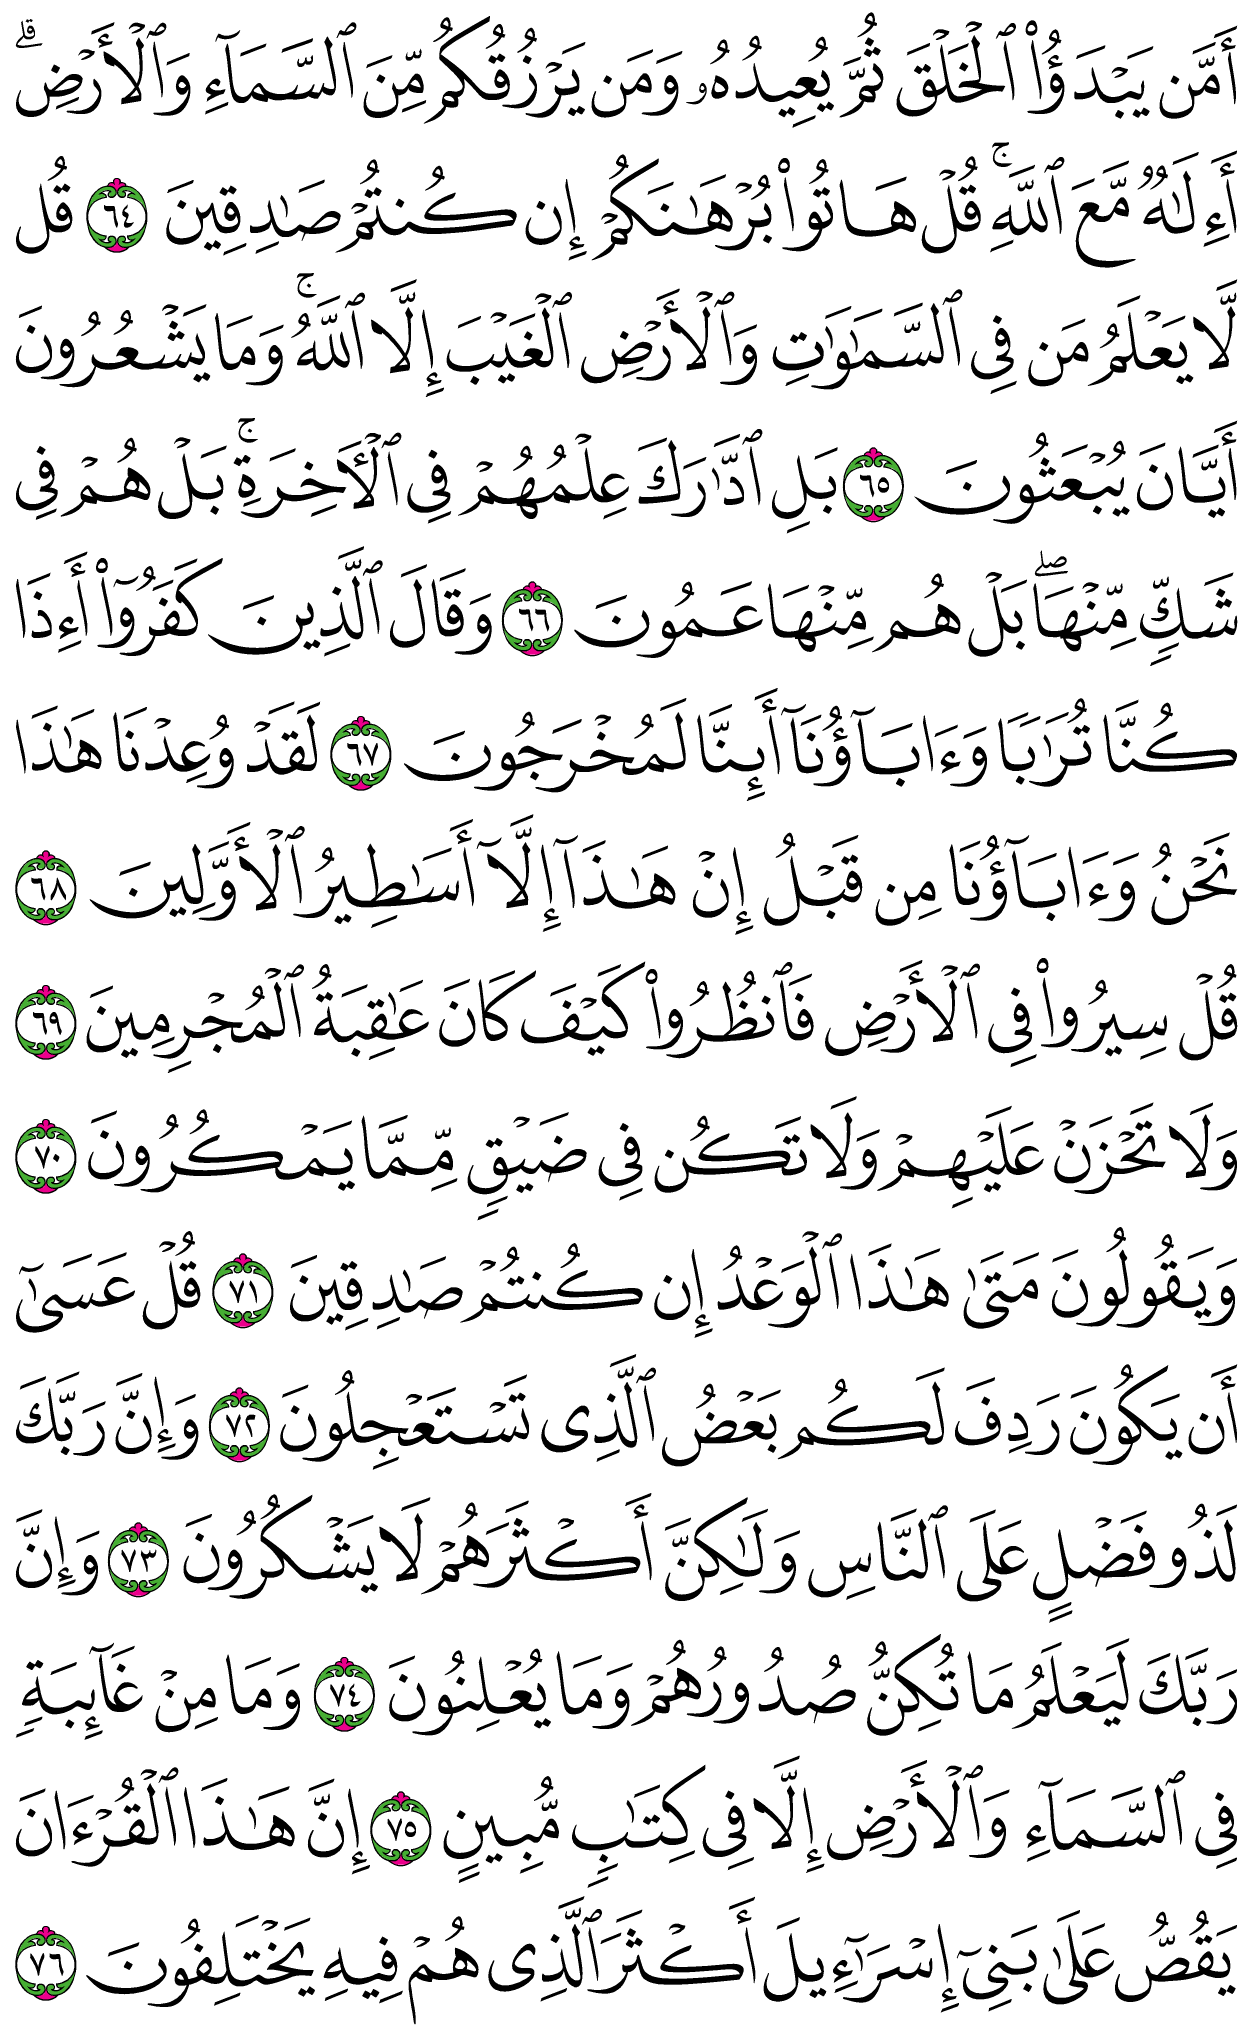 أَمَّن يَبْدَؤُا۟ ٱلْخَلْقَ ثُمَّ يُعِيدُهُۥ وَمَن يَرْزُقُكُم مِّنَ ٱلسَّمَآءِ وَٱلْأَرْضِ ۗ
أَءِلَٰهٌ مَّعَ ٱللَّهِ ۚ قُلْ هَاتُوا۟ بُرْهَٰنَكُمْ إِن كُنتُمْ صَٰدِقِينَ ٦٤ قُل
لَّا يَعْلَمُ مَن فِى ٱلسَّمَٰوَٰتِ وَٱلْأَرْضِ ٱلْغَيْبَ إِلَّا ٱللَّهُ ۚ وَمَا يَشْعُرُونَ
أَيَّانَ يُبْعَثُونَ ٦٥ بَلِ ٱدَّٰرَكَ عِلْمُهُمْ فِى ٱلْـَٔاخِرَةِ ۚ بَلْ هُمْ فِى
شَكٍّ مِّنْهَا ۖ بَلْ هُم مِّنْهَا عَمُونَ ٦٦ وَقَالَ ٱلَّذِينَ كَفَرُوٓا۟ أَءِذَا
كُنَّا تُرَٰبًا وَءَابَآؤُنَآ أَئِنَّا لَمُخْرَجُونَ ٦٧ لَقَدْ وُعِدْنَا هَٰذَا
نَحْنُ وَءَابَآؤُنَا مِن قَبْلُ إِنْ هَٰذَآ إِلَّآ أَسَٰطِيرُ ٱلْأَوَّلِينَ ٦٨
قُلْ سِيرُوا۟ فِى ٱلْأَرْضِ فَٱنظُرُوا۟ كَيْفَ كَانَ عَٰقِبَةُ ٱلْمُجْرِمِينَ ٦٩
وَلَا تَحْزَنْ عَلَيْهِمْ وَلَا تَكُن فِى ضَيْقٍ مِّمَّا يَمْكُرُونَ ٧٠
وَيَقُولُونَ مَتَىٰ هَٰذَا ٱلْوَعْدُ إِن كُنتُمْ صَٰدِقِينَ ٧١ قُلْ عَسَىٰٓ
أَن يَكُونَ رَدِفَ لَكُم بَعْضُ ٱلَّذِى تَسْتَعْجِلُونَ ٧٢ وَإِنَّ رَبَّكَ
لَذُو فَضْلٍ عَلَى ٱلنَّاسِ وَلَٰكِنَّ أَكْثَرَهُمْ لَا يَشْكُرُونَ ٧٣ وَإِنَّ
رَبَّكَ لَيَعْلَمُ مَا تُكِنُّ صُدُورُهُمْ وَمَا يُعْلِنُونَ ٧٤ وَمَا مِنْ غَآئِبَةٍ
فِى ٱلسَّمَآءِ وَٱلْأَرْضِ إِلَّا فِى كِتَٰبٍ مُّبِينٍ ٧٥ إِنَّ هَٰذَا ٱلْقُرْءَانَ
يَقُصُّ عَلَىٰ بَنِىٓ إِسْرَٰٓءِيلَ أَكْثَرَ ٱلَّذِى هُمْ فِيهِ يَخْتَلِفُونَ ٧٦